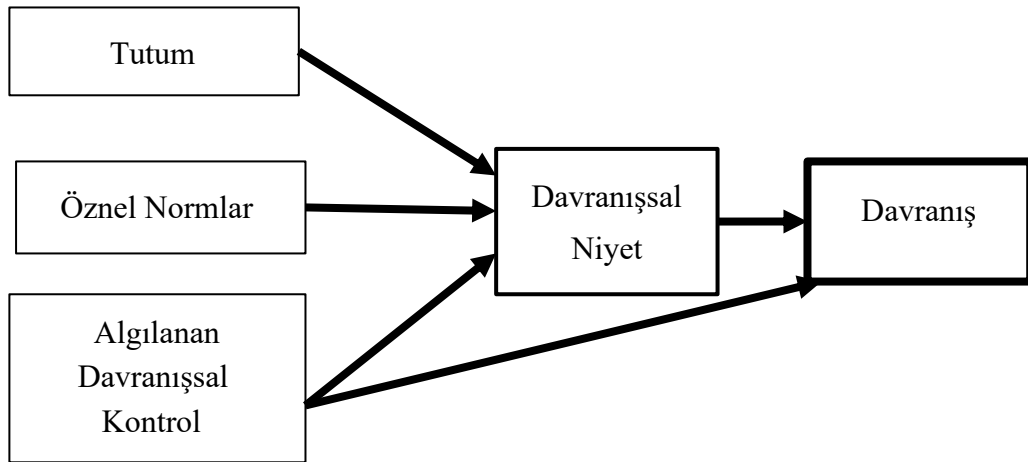 Tutum
Öznel Normlar
Algılanan
Davranışsal
Kontrol
Davranışsal
Niyet
Davranış